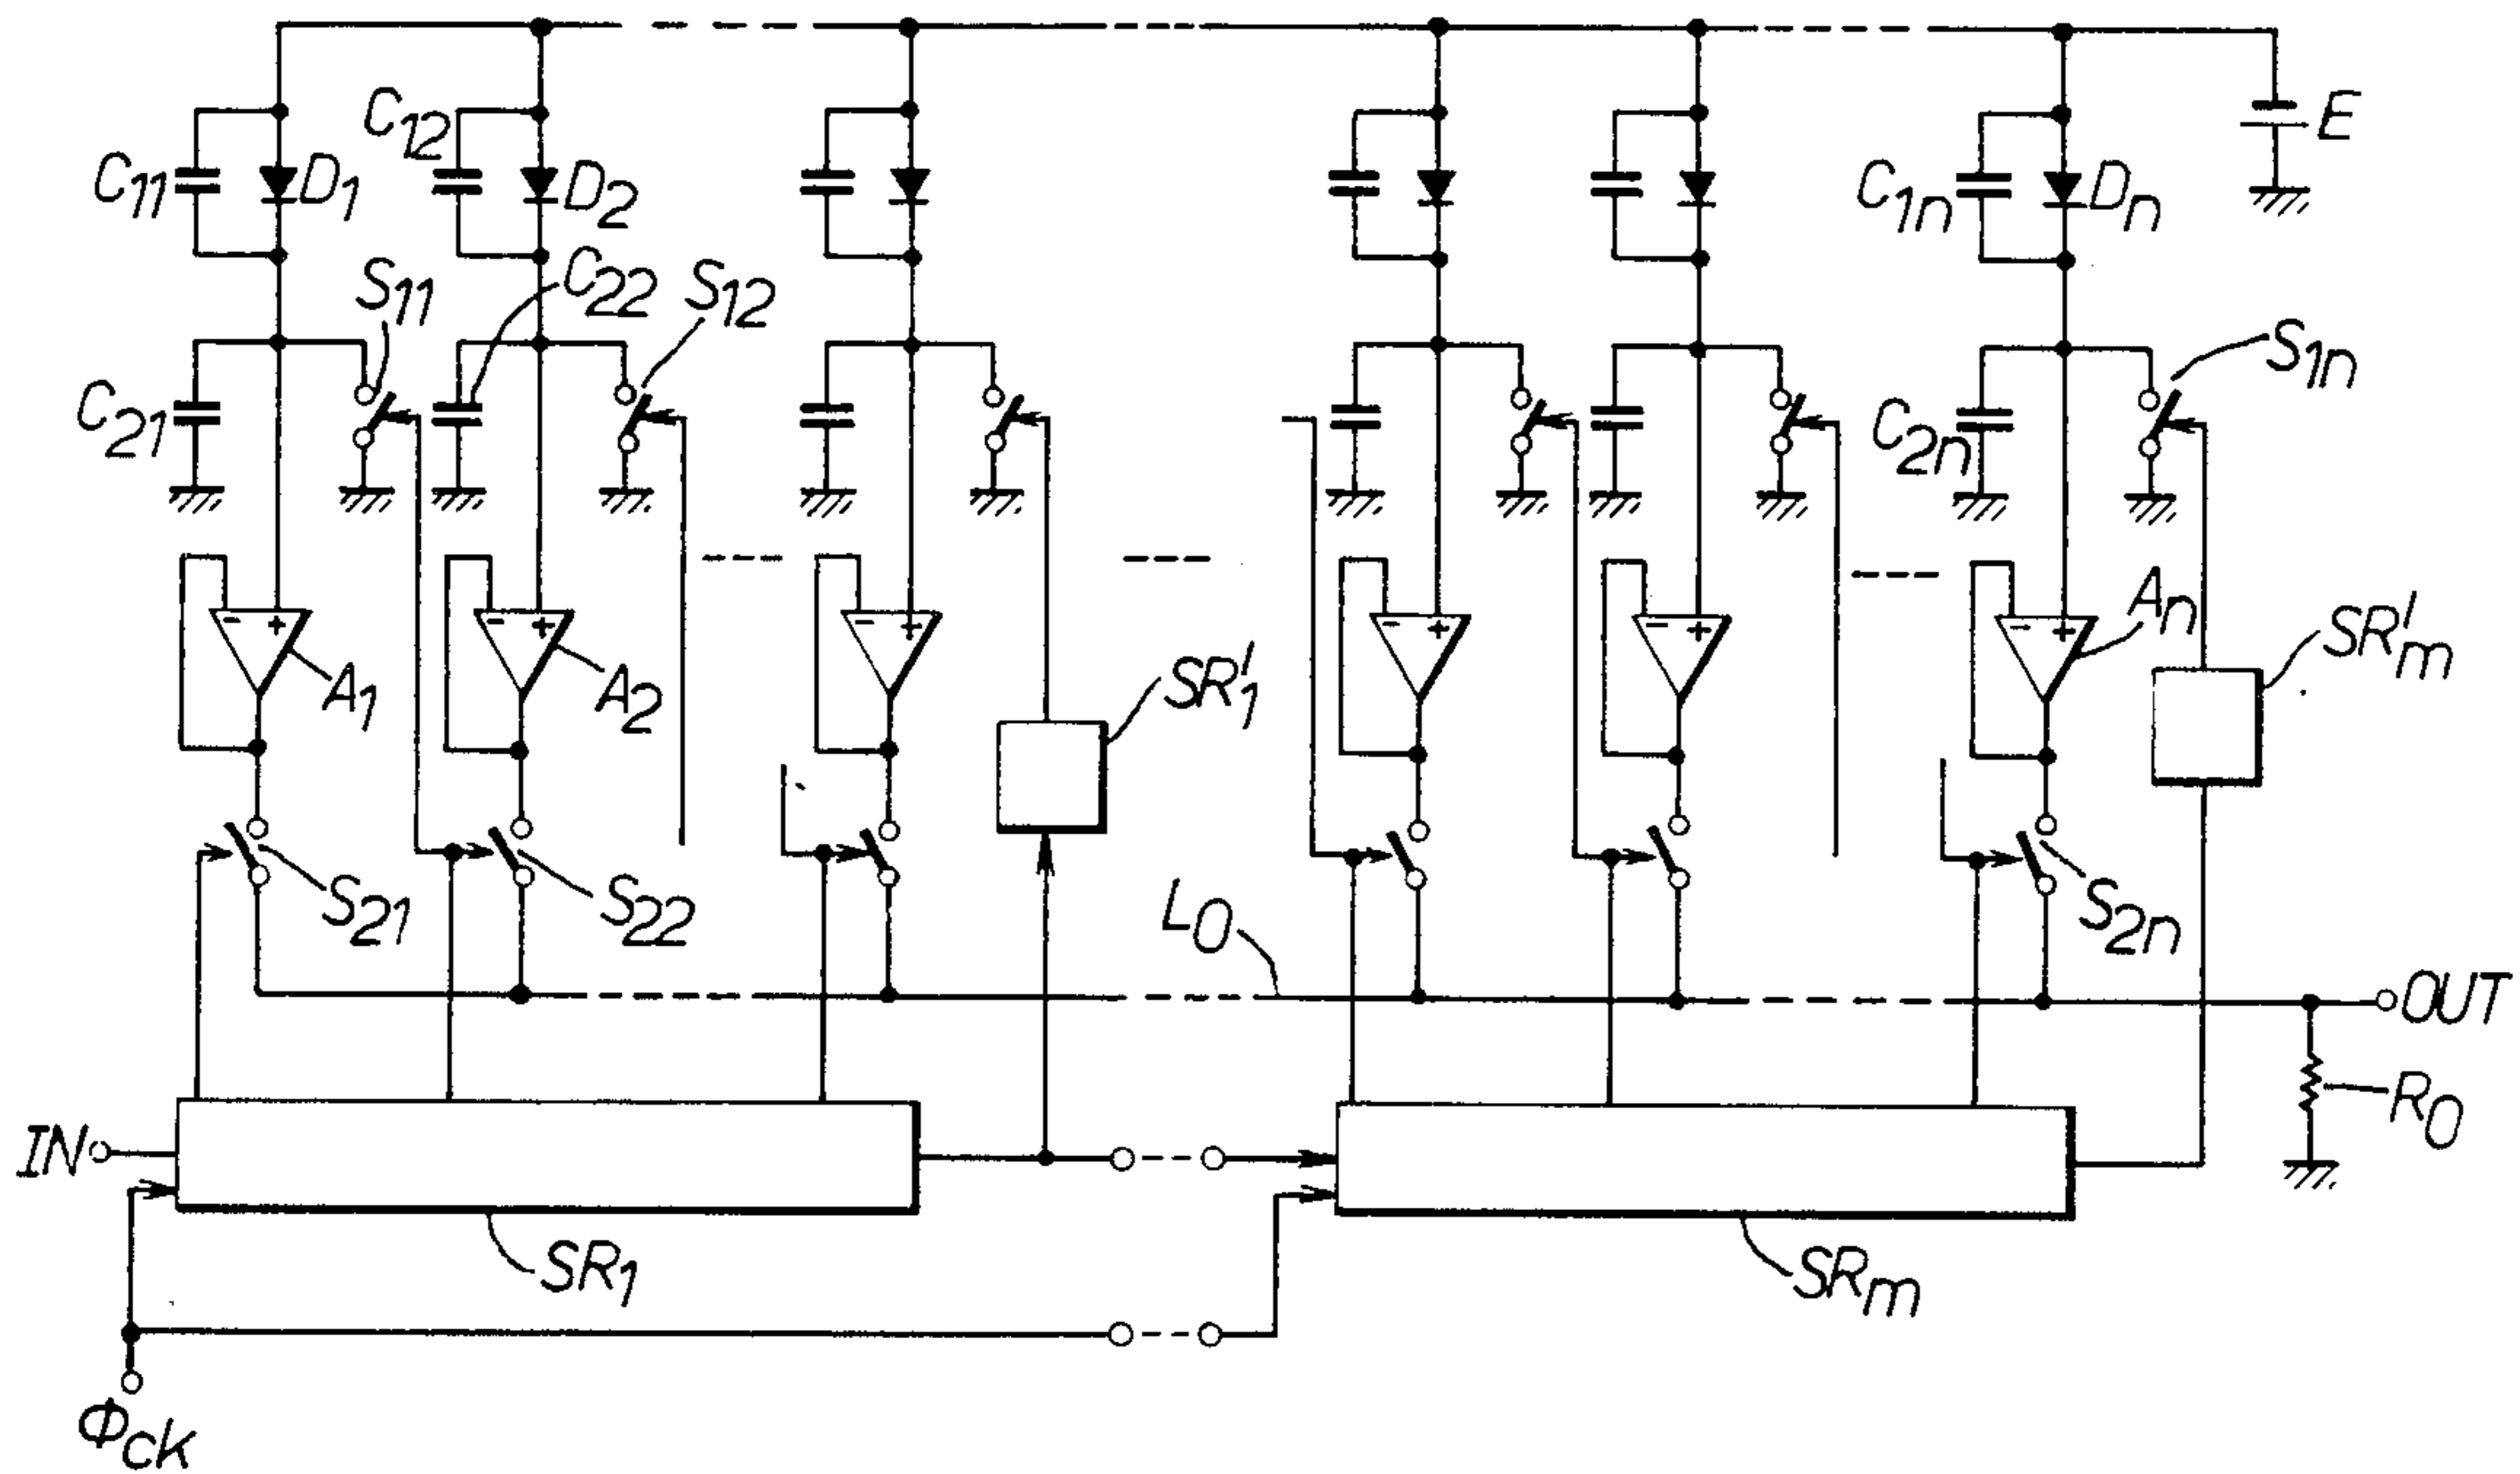 C12
E
C11
D1
D2
C1n
Dn
S11
C22
S12
S1n
C21
C2n
- +
- +
- +
- +
- +
- +
A1
A2
SR'1
An
SR'm
S21
S22
L0
S2n
OUT
R0
IN
SR1
SRm
Φck